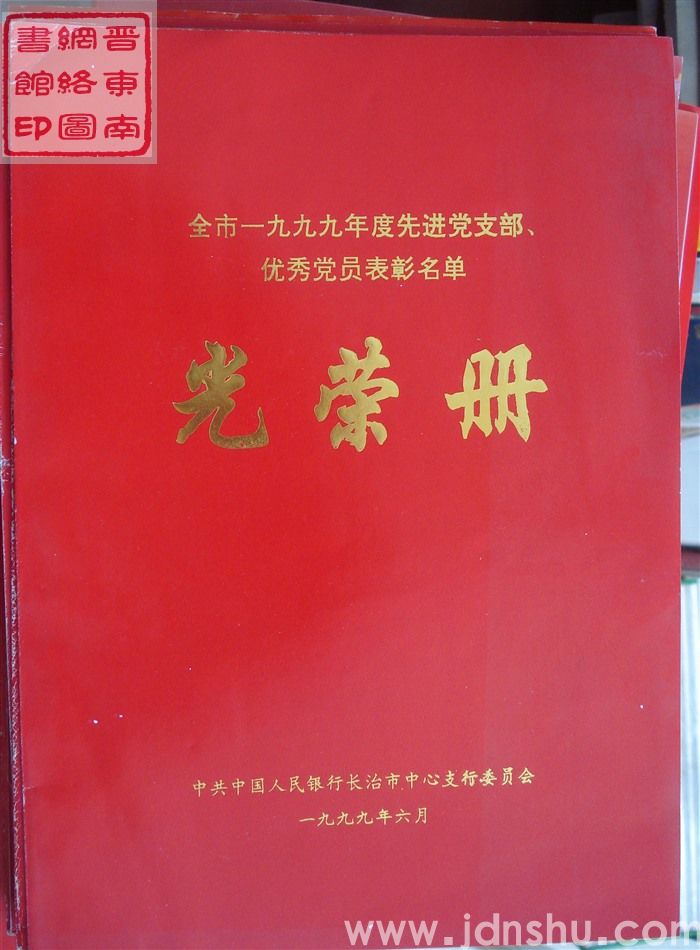 晋東南
網络圖
書館印
全市一九九九年度先进党支部、
优秀党员表彰名单
光荣册
中共中国人民银行长治市中心支行委员会
一九九九年六月
www.jdnshu.com